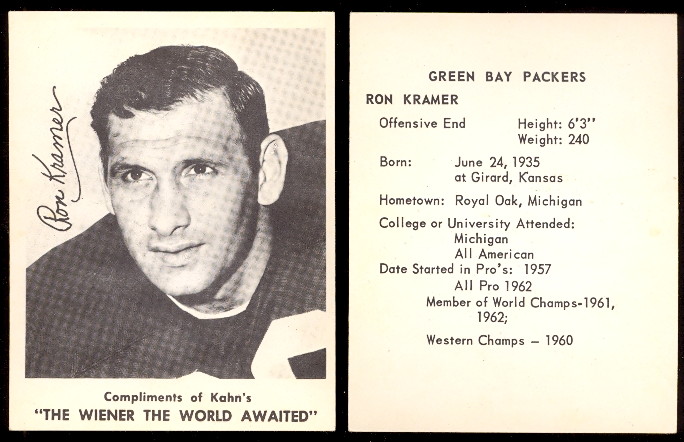 Ron Kramer
Compliments of Kahn's
"THE WIENER THE WORLD AWAITED"
GREEN BAY PACKERS
RON KRAMER
Offensive End Height: 6'3"
Weight: 240
Born: June 24, 1935
at Girard, Kansas
Hometown: Royal Oak, Michigan
College or University Attended:
Michigan
All American
Date Started in Pro's: 1957
All Pro 1962
Member of World Champs-1961,
1962;
Western Champs – 1960